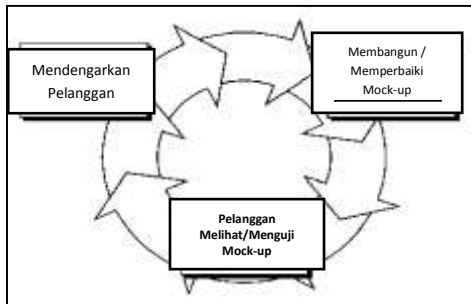 Mendengarkan
Pelanggan
Membangun /
Memperbaiki
Mock-up
Pelanggan
Melihat/Menguji
Mock-up